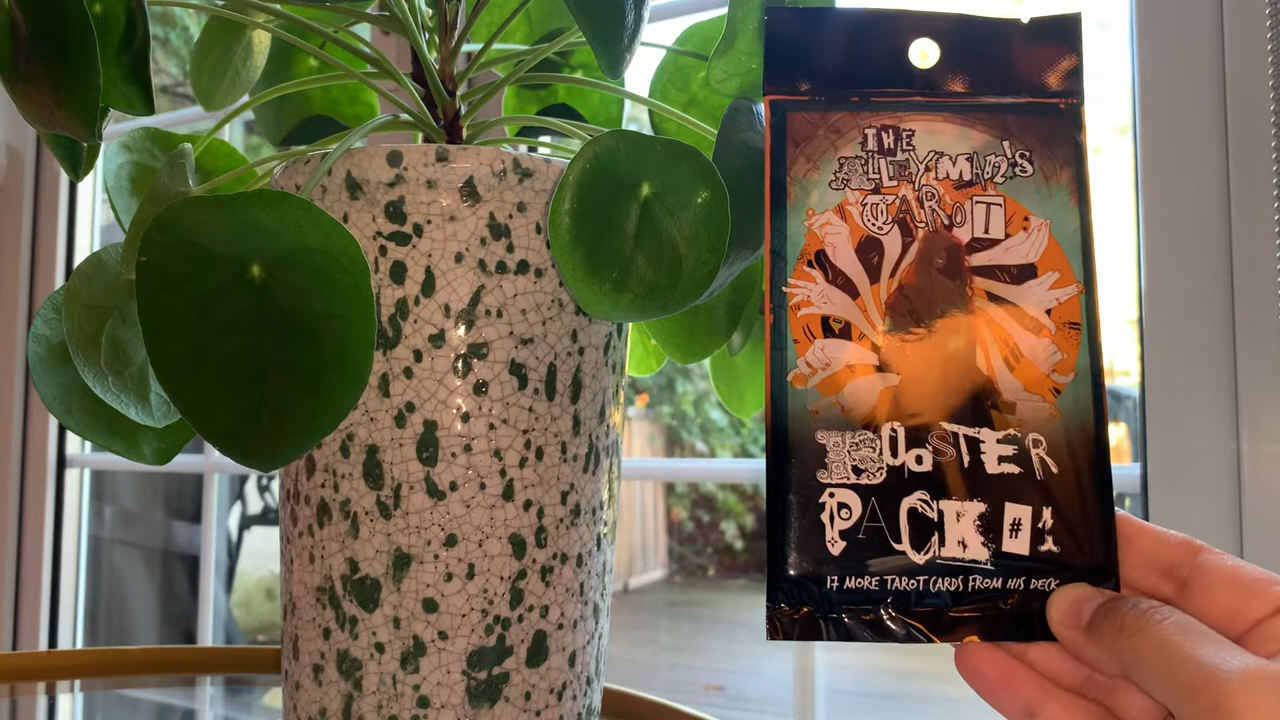 THE
ALLEYMAN'S
TAROT
BOOSTER
PACK #1
17 MORE TAROT CARDS FROM HIS DECK